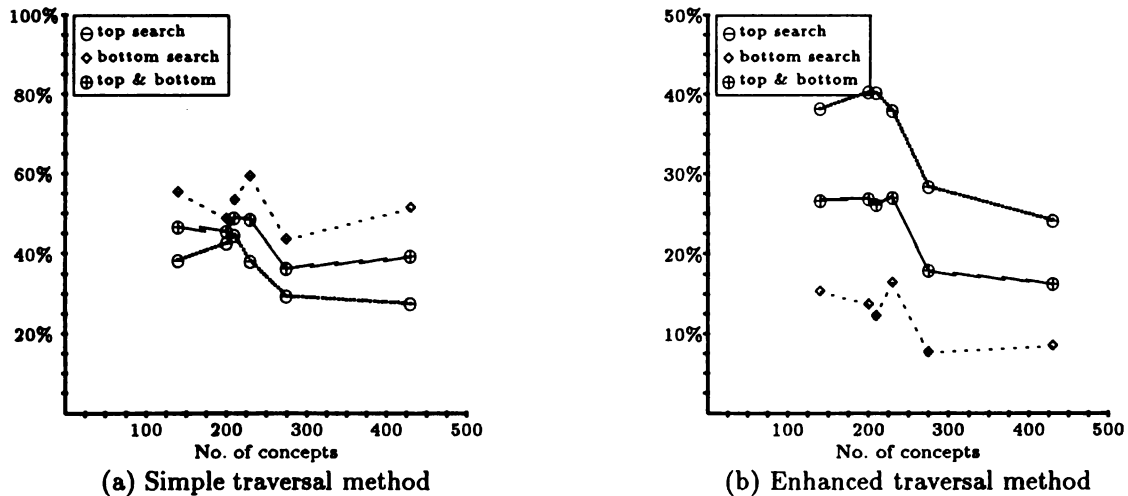 100%
80%
60%
40%
20%
⊖ top search
◇ bottom search
⊕ top & bottom
100 200 300 400 500
No. of concepts
(a) Simple traversal method
50%
40%
30%
20%
10%
⊖ top search
◇ bottom search
⊕ top & bottom
100 200 300 400 500
No. of concepts
(b) Enhanced traversal method